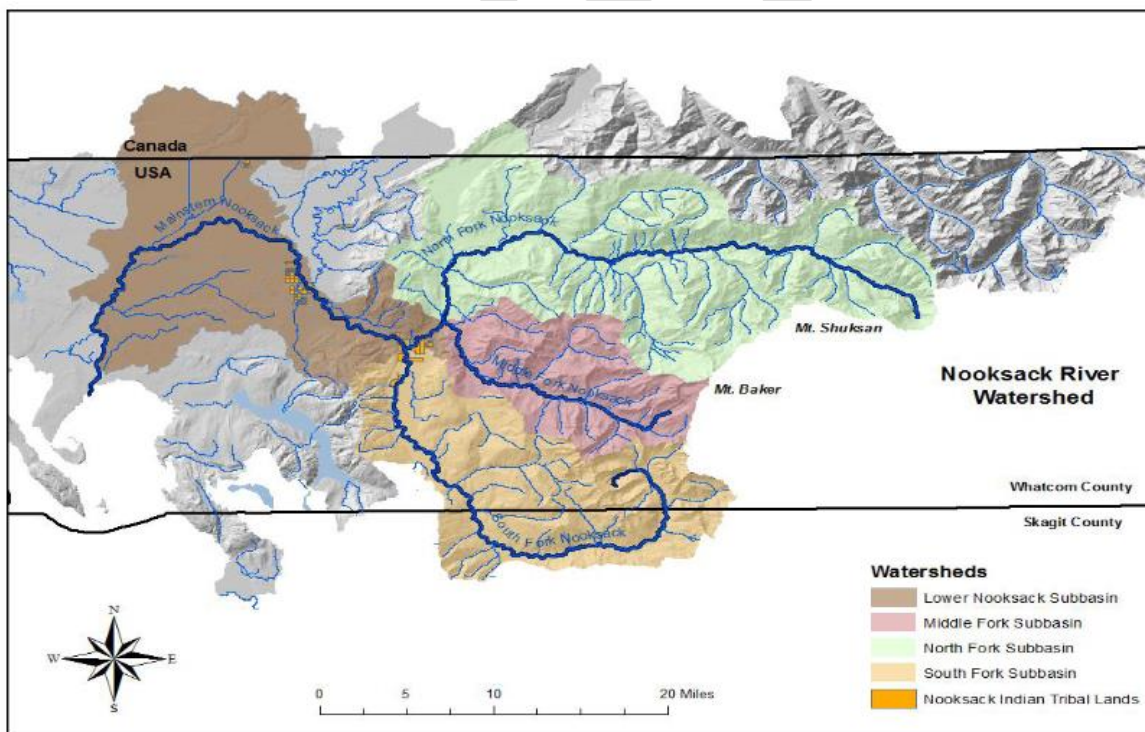 Canada
USA
Mainstem Nooksack
North Fork Nooksack
Mt. Shuksan
Middle Fork Nooksack
Mt. Baker
Nooksack River
Watershed
Whatcom County
South Fork Nooksack
Skagit County
Watersheds
Lower Nooksack Subbasin
Middle Fork Subbasin
North Fork Subbasin
South Fork Subbasin
Nooksack Indian Tribal Lands
N
W E
S
0 5 10 20 Miles